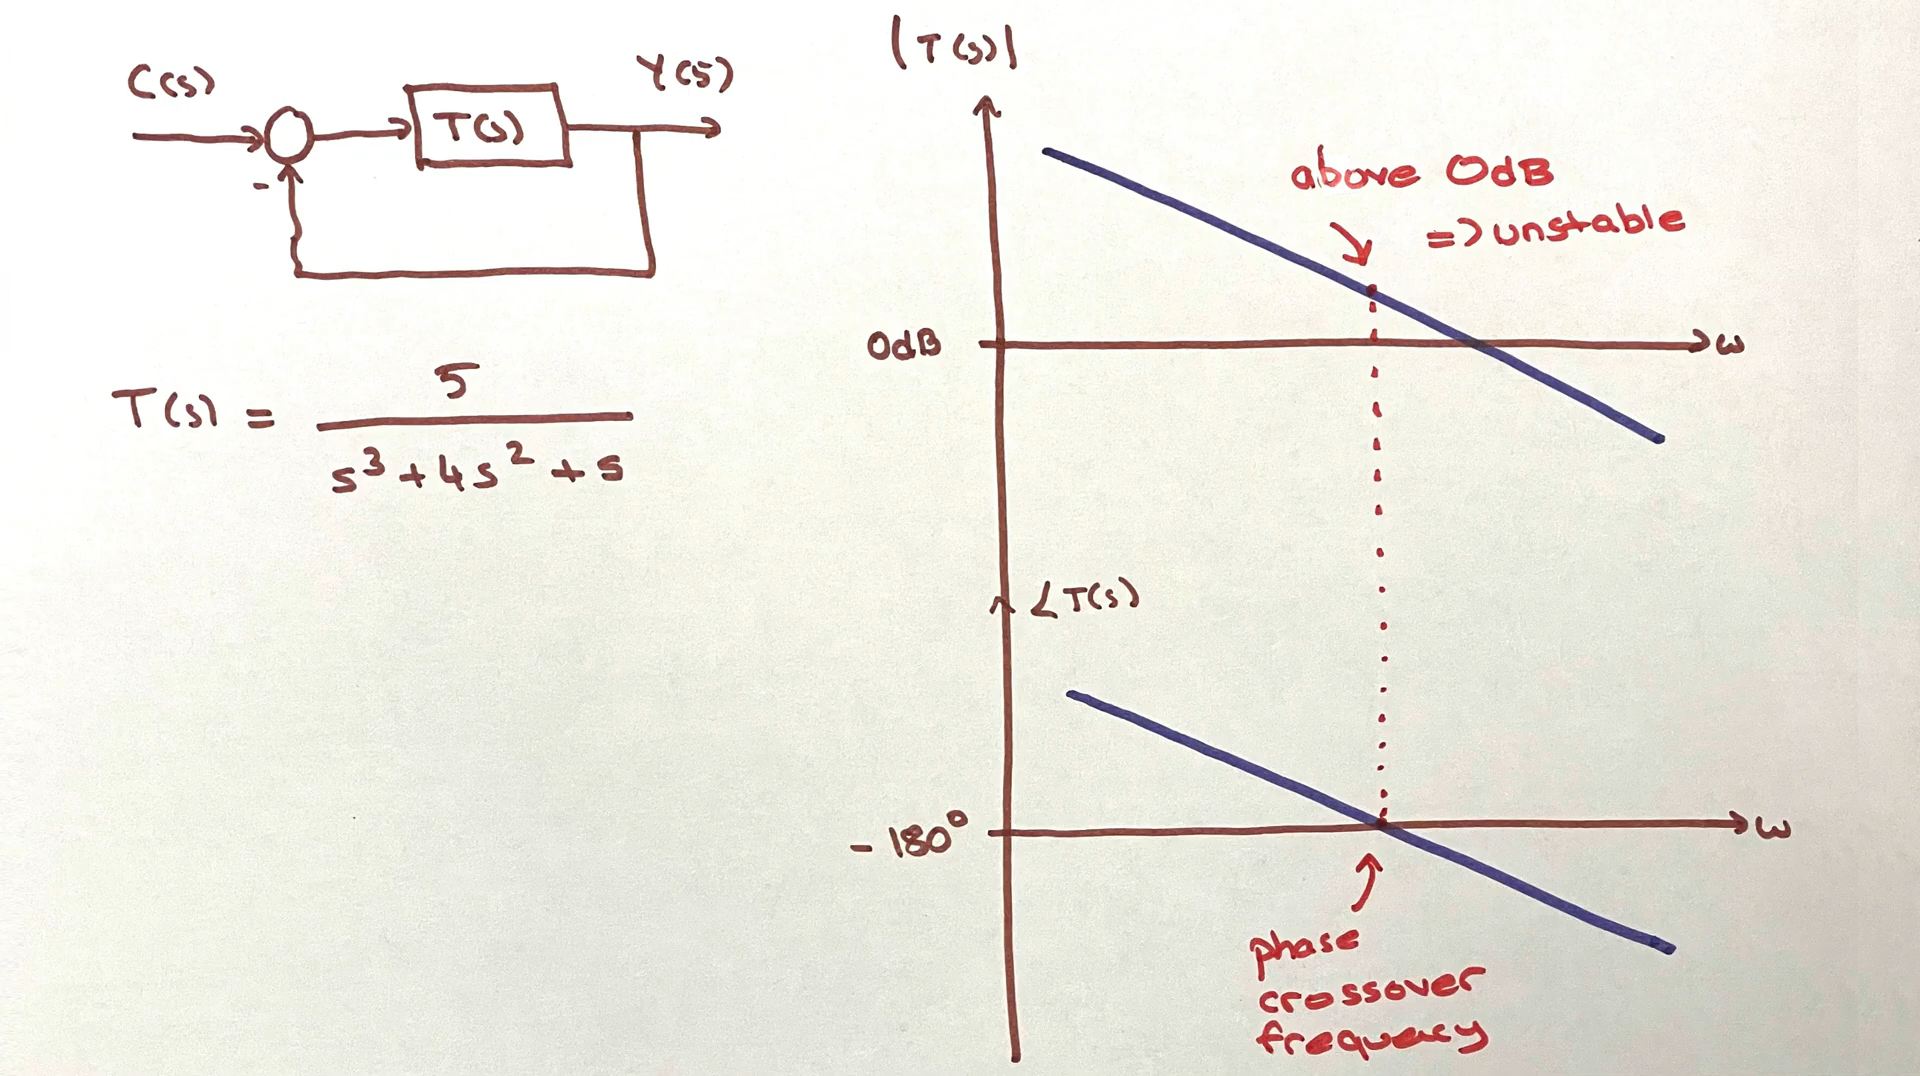 C(s)
Y(s)
T(s)
-
T(s) = 5 / s³ + 4s² + s
|T(s)|
above 0dB
=> unstable
0dB
ω
∠T(s)
-180°
ω
phase
crossover
frequency